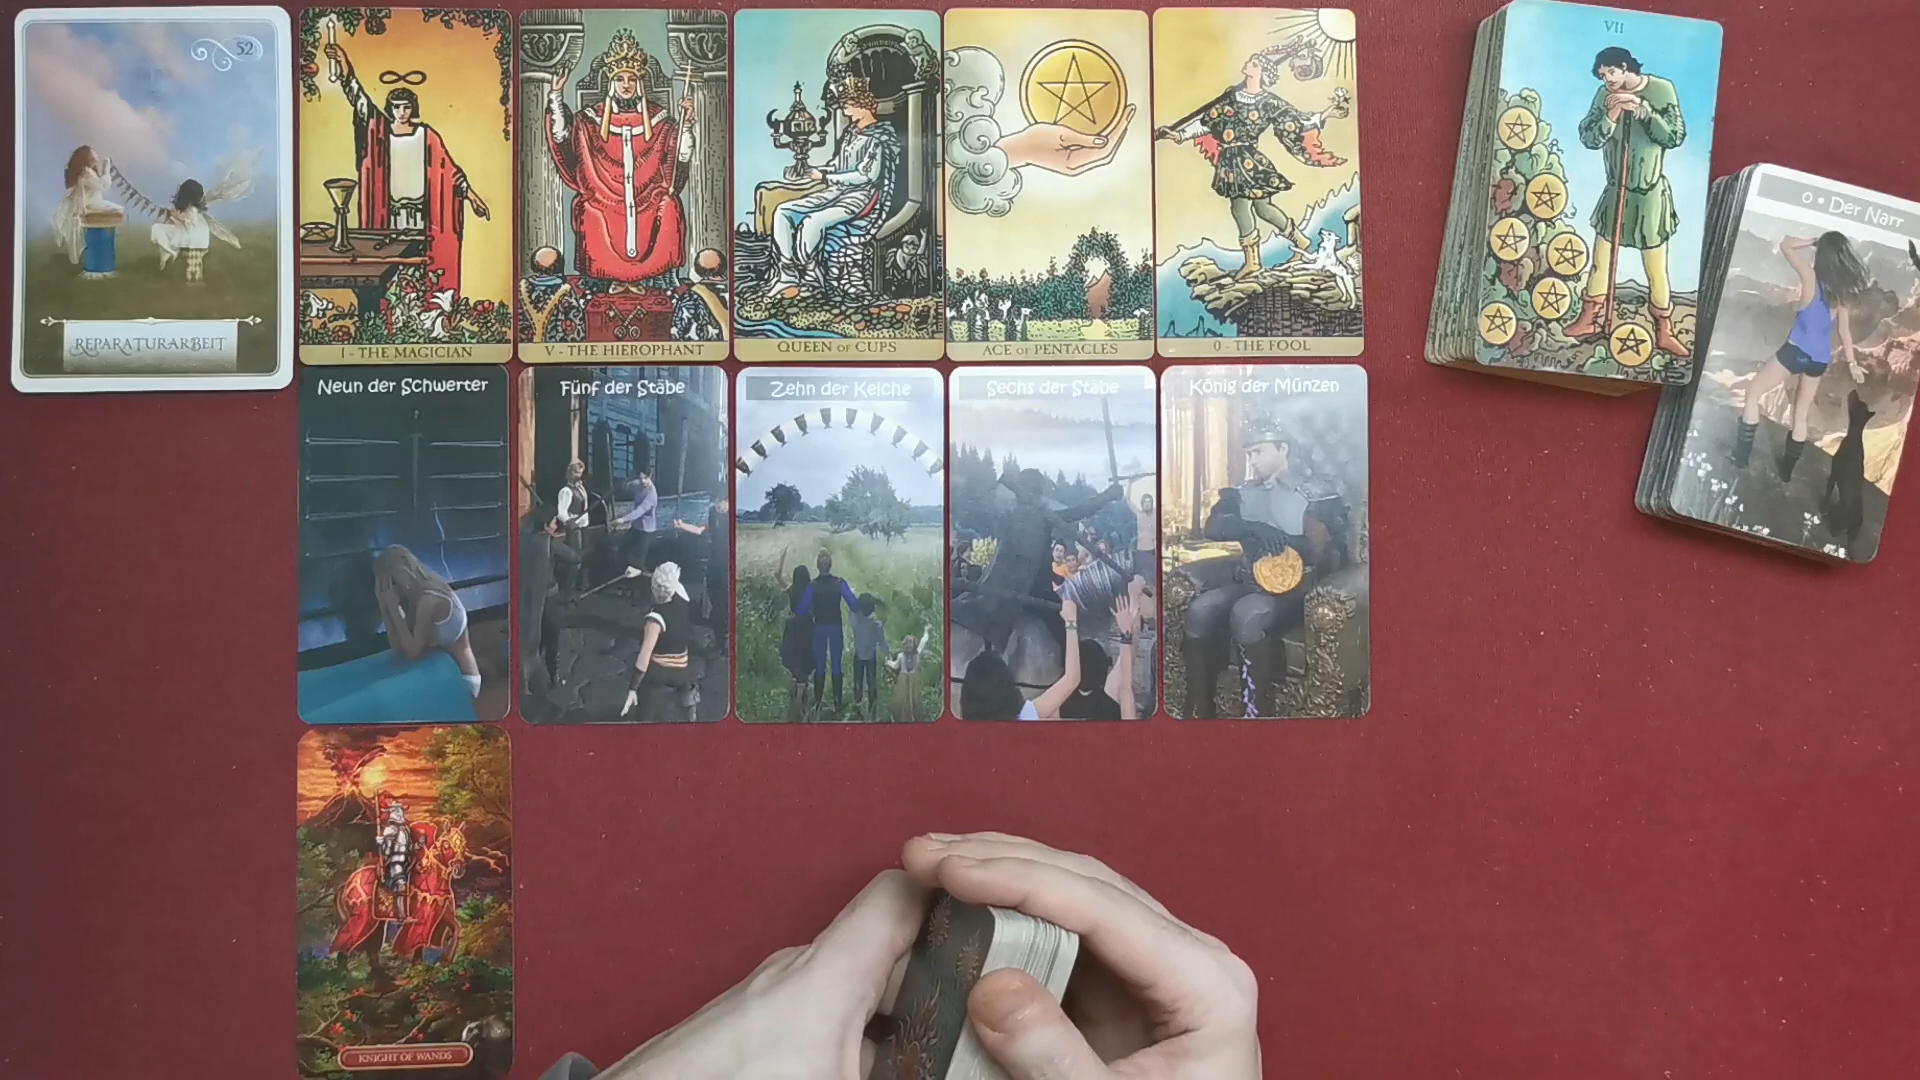 52
REPARATURARBEIT
I - THE MAGICIAN
V - THE HIEROPHANT
QUEEN OF CUPS
ACE OF PENTACLES
0 - THE FOOL
VII
0 • Der Narr
Neun der Schwerter
Fünf der Stäbe
Zehn der Kelche
Sechs der Stäbe
König der Münzen
KNIGHT OF WANDS